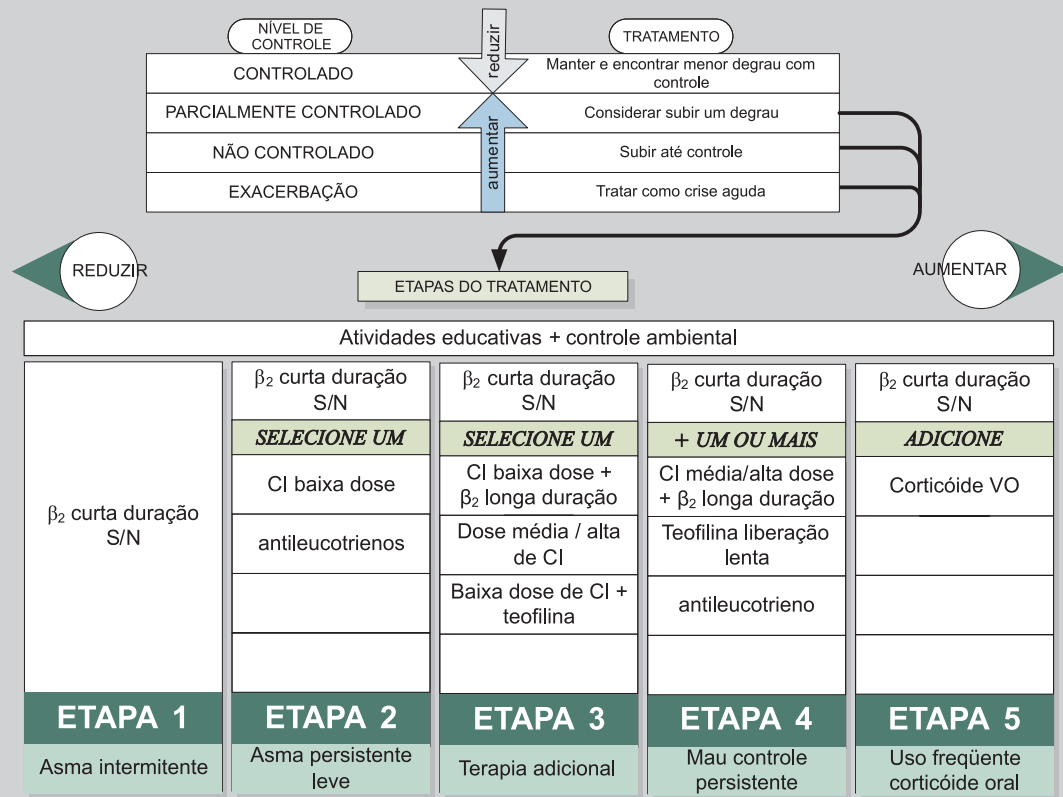 NÍVEL DE
CONTROLE
TRATAMENTO
reduzir
aumentar
CONTROLADO
Manter e encontrar menor degrau com
controle
PARCIALMENTE CONTROLADO
Considerar subir um degrau
NÃO CONTROLADO
Subir até controle
EXACERBAÇÃO
Tratar como crise aguda
REDUZIR
AUMENTAR
ETAPAS DO TRATAMENTO
Atividades educativas + controle ambiental
β₂ curta duração
S/N
ETAPA 1
Asma intermitente
β₂ curta duração
S/N
SELECIONE UM
CI baixa dose
antileucotrienos
ETAPA 2
Asma persistente
leve
β₂ curta duração
S/N
SELECIONE UM
CI baixa dose +
β₂ longa duração
Dose média / alta
de CI
Baixa dose de CI +
teofilina
ETAPA 3
Terapia adicional
β₂ curta duração
S/N
+ UM OU MAIS
CI média/alta dose
+ β₂ longa duração
Teofilina liberação
lenta
antileucotrieno
ETAPA 4
Mau controle
persistente
β₂ curta duração
S/N
ADICIONE
Corticóide VO
ETAPA 5
Uso freqüente
corticóide oral